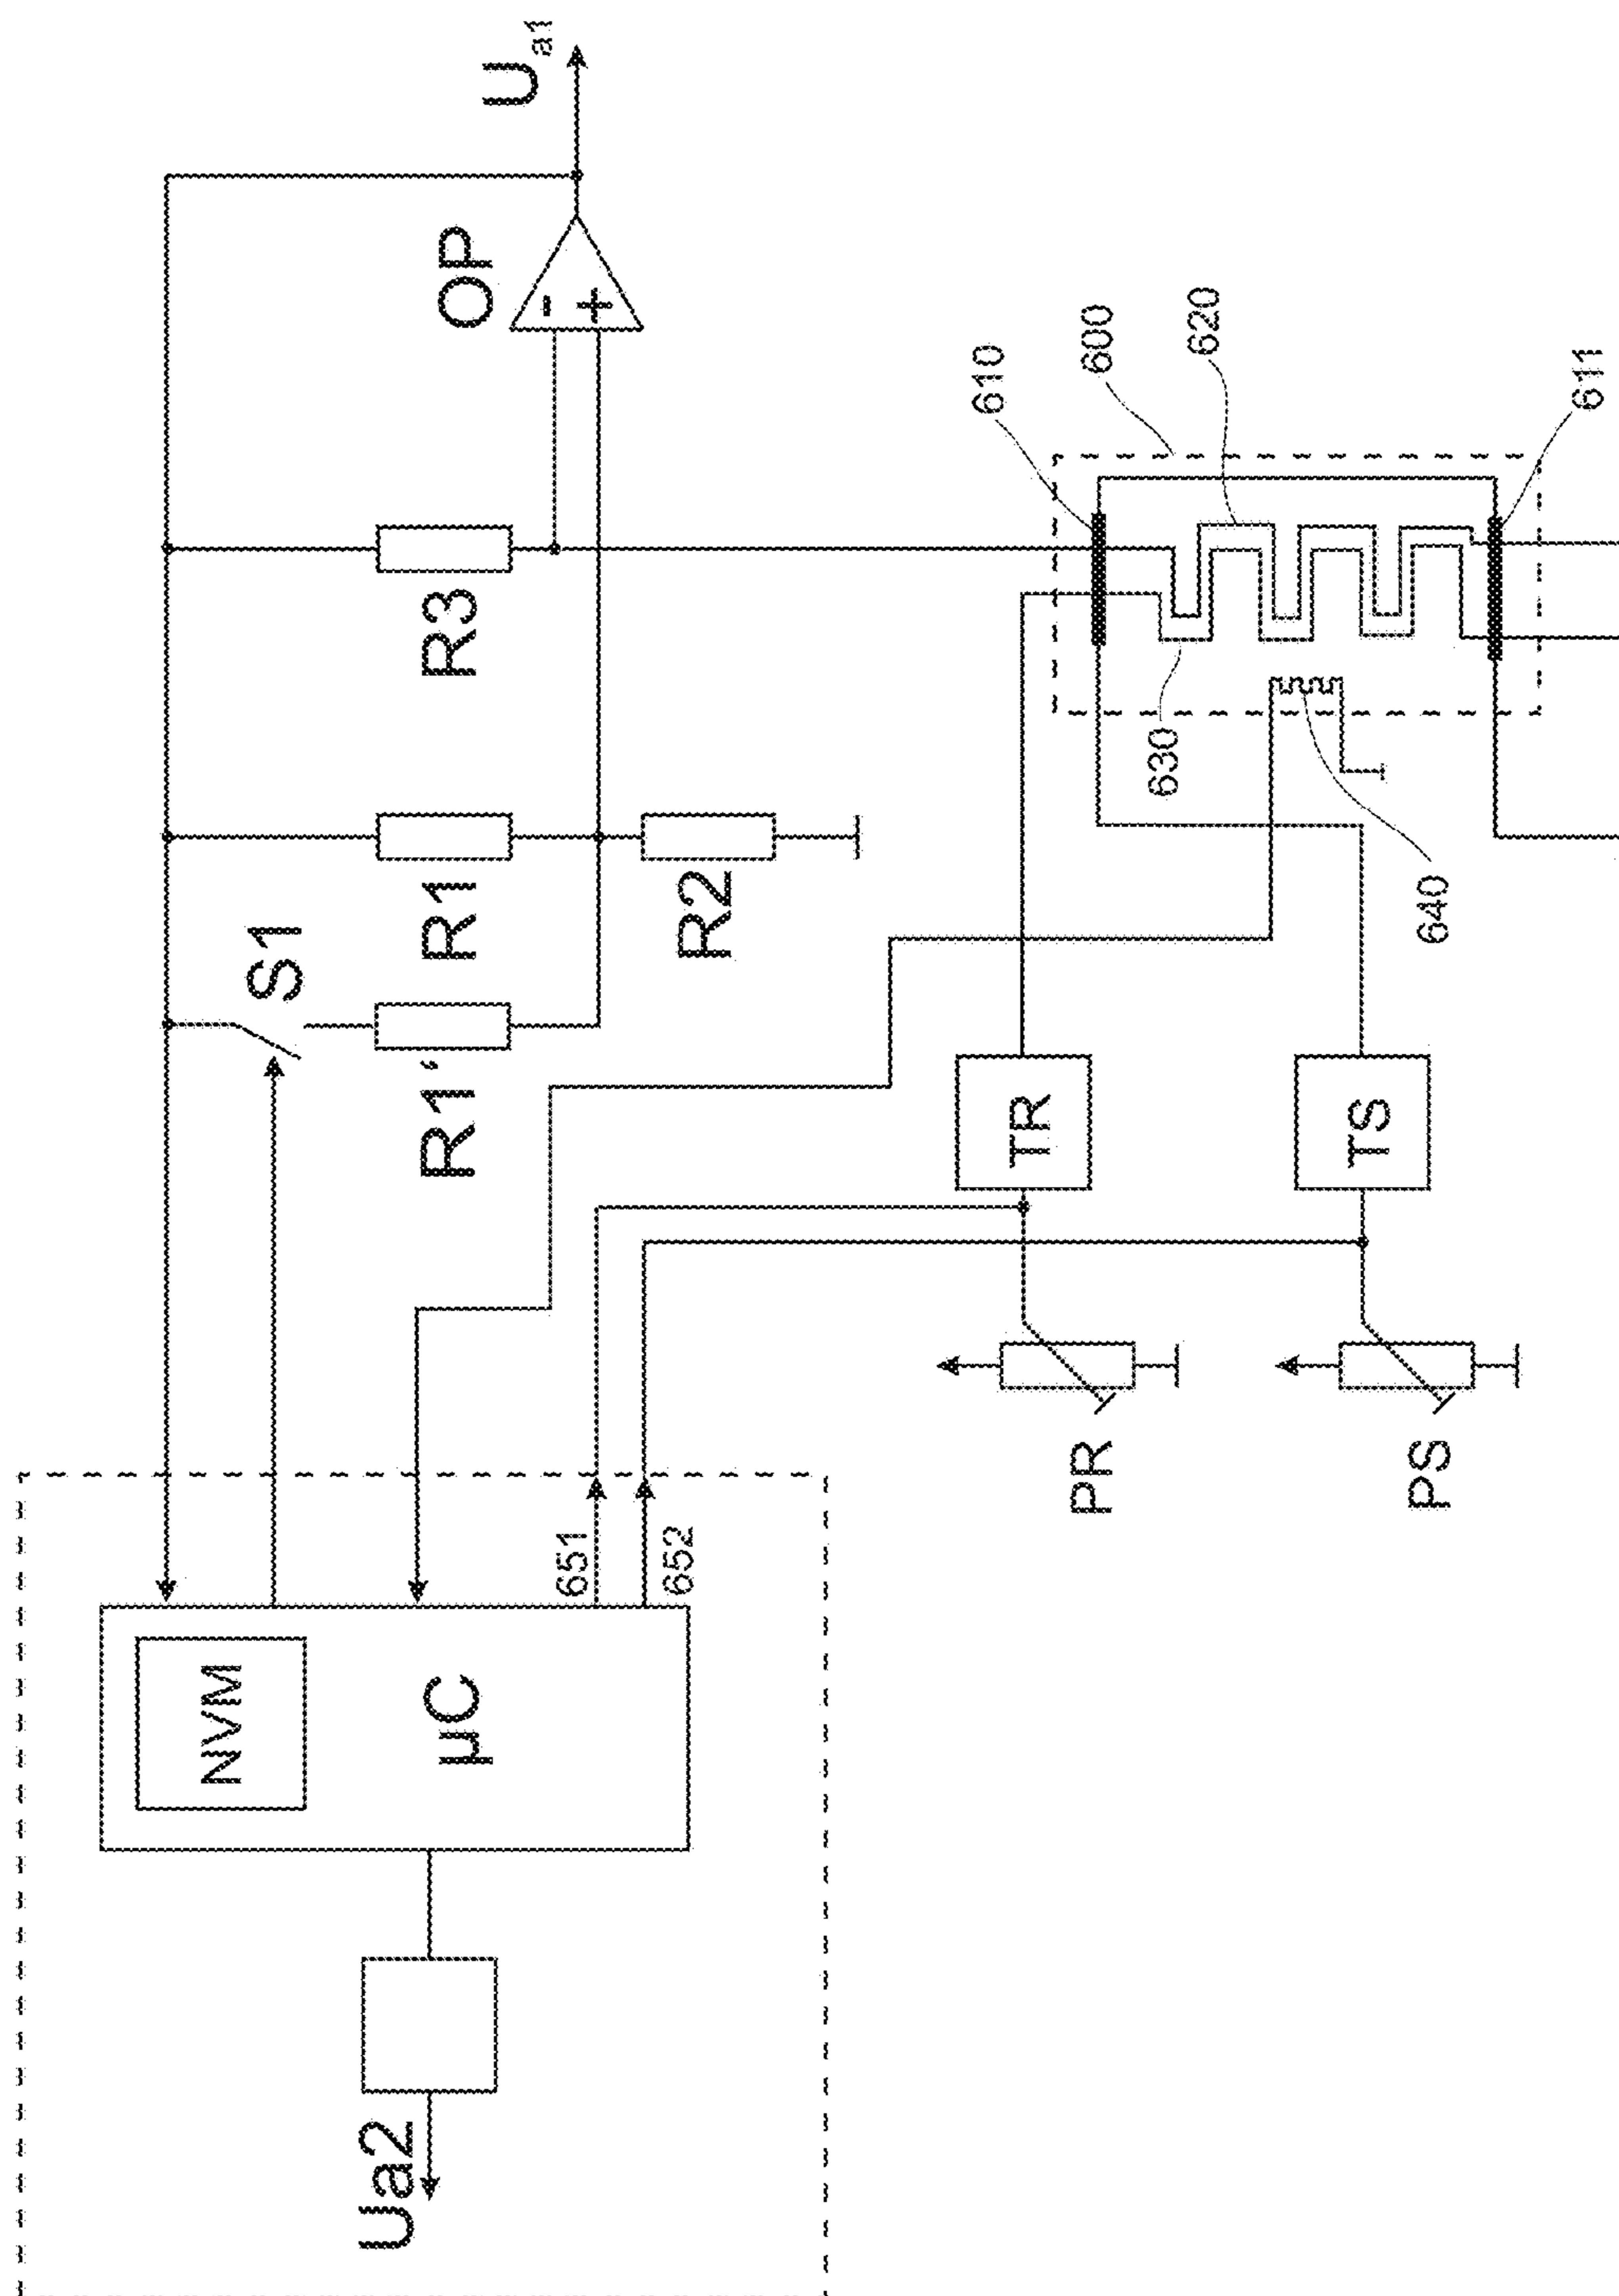 Ua1
OP
610
600
620
611
R3
630
640
R1
R2
S1
R1‘
TR
TS
PR
PS
651
652
NVM
µC
Ua2